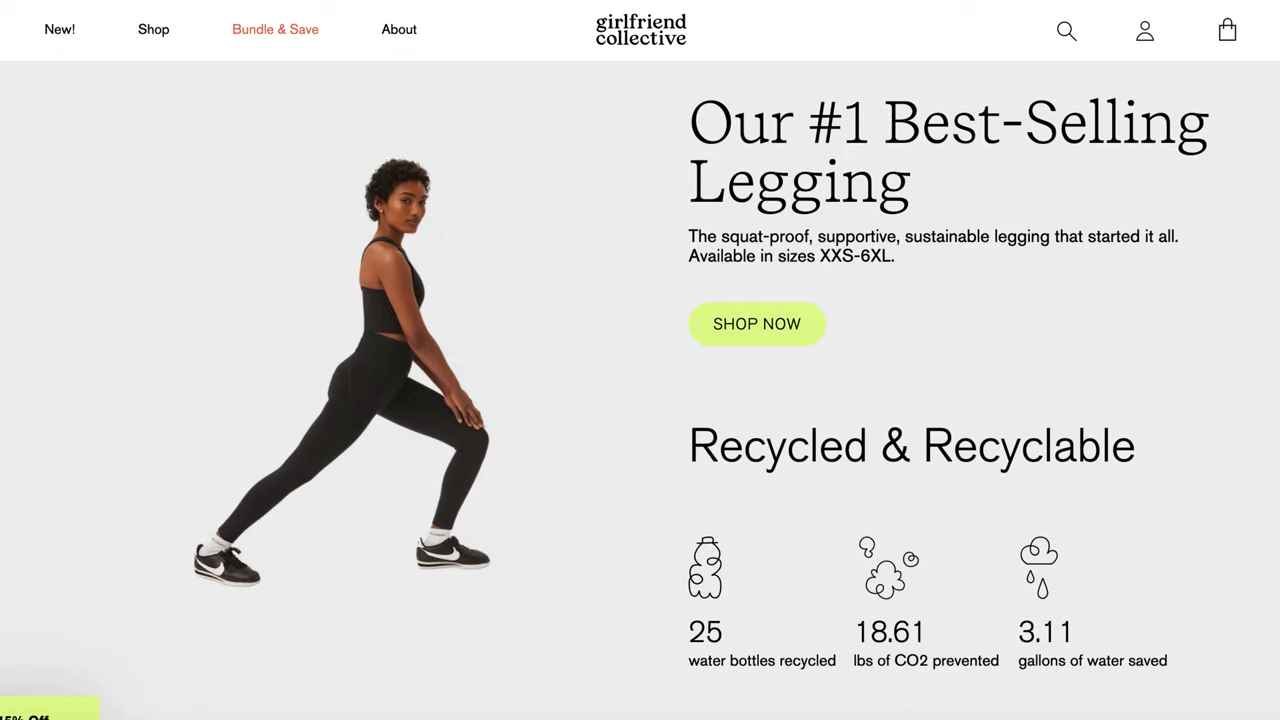 New!
Shop
Bundle & Save
About
girlfriend
collective
Our #1 Best-Selling
Legging
The squat-proof, supportive, sustainable legging that started it all.
Available in sizes XXS-6XL.
SHOP NOW
Recycled & Recyclable
25
water bottles recycled
18.61
lbs of CO2 prevented
3.11
gallons of water saved
15% Off